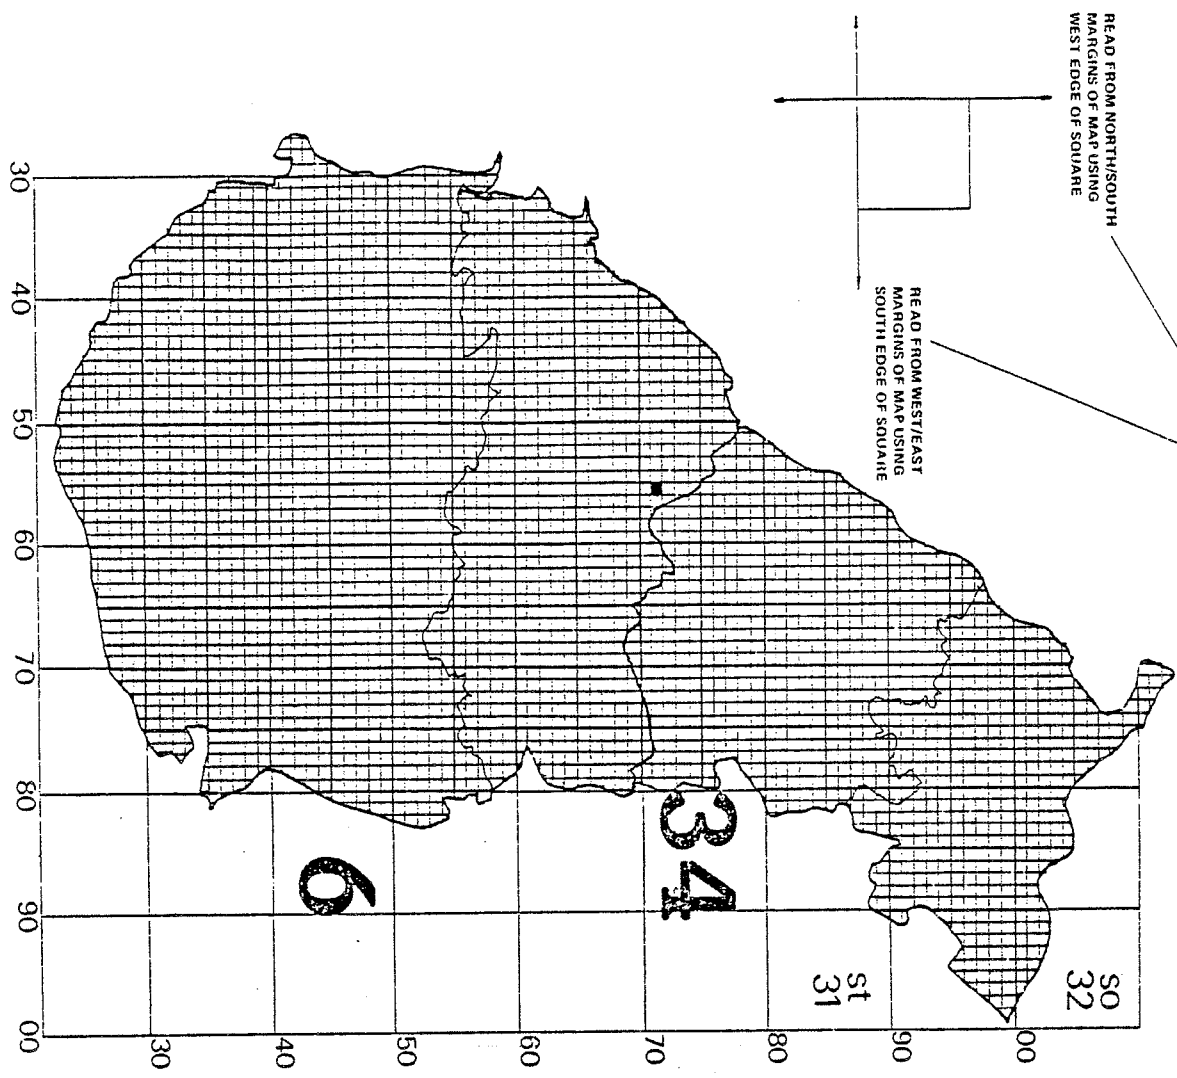 READ FROM NORTH/SOUTH
MARGINS OF MAP USING
WEST EDGE OF SQUARE
READ FROM WEST/EAST
MARGINS OF MAP USING
SOUTH EDGE OF SQUARE
SO
32
st
31
34
6
00
90
80
70
60
50
40
30
30 40 50 60 70 80 90 00